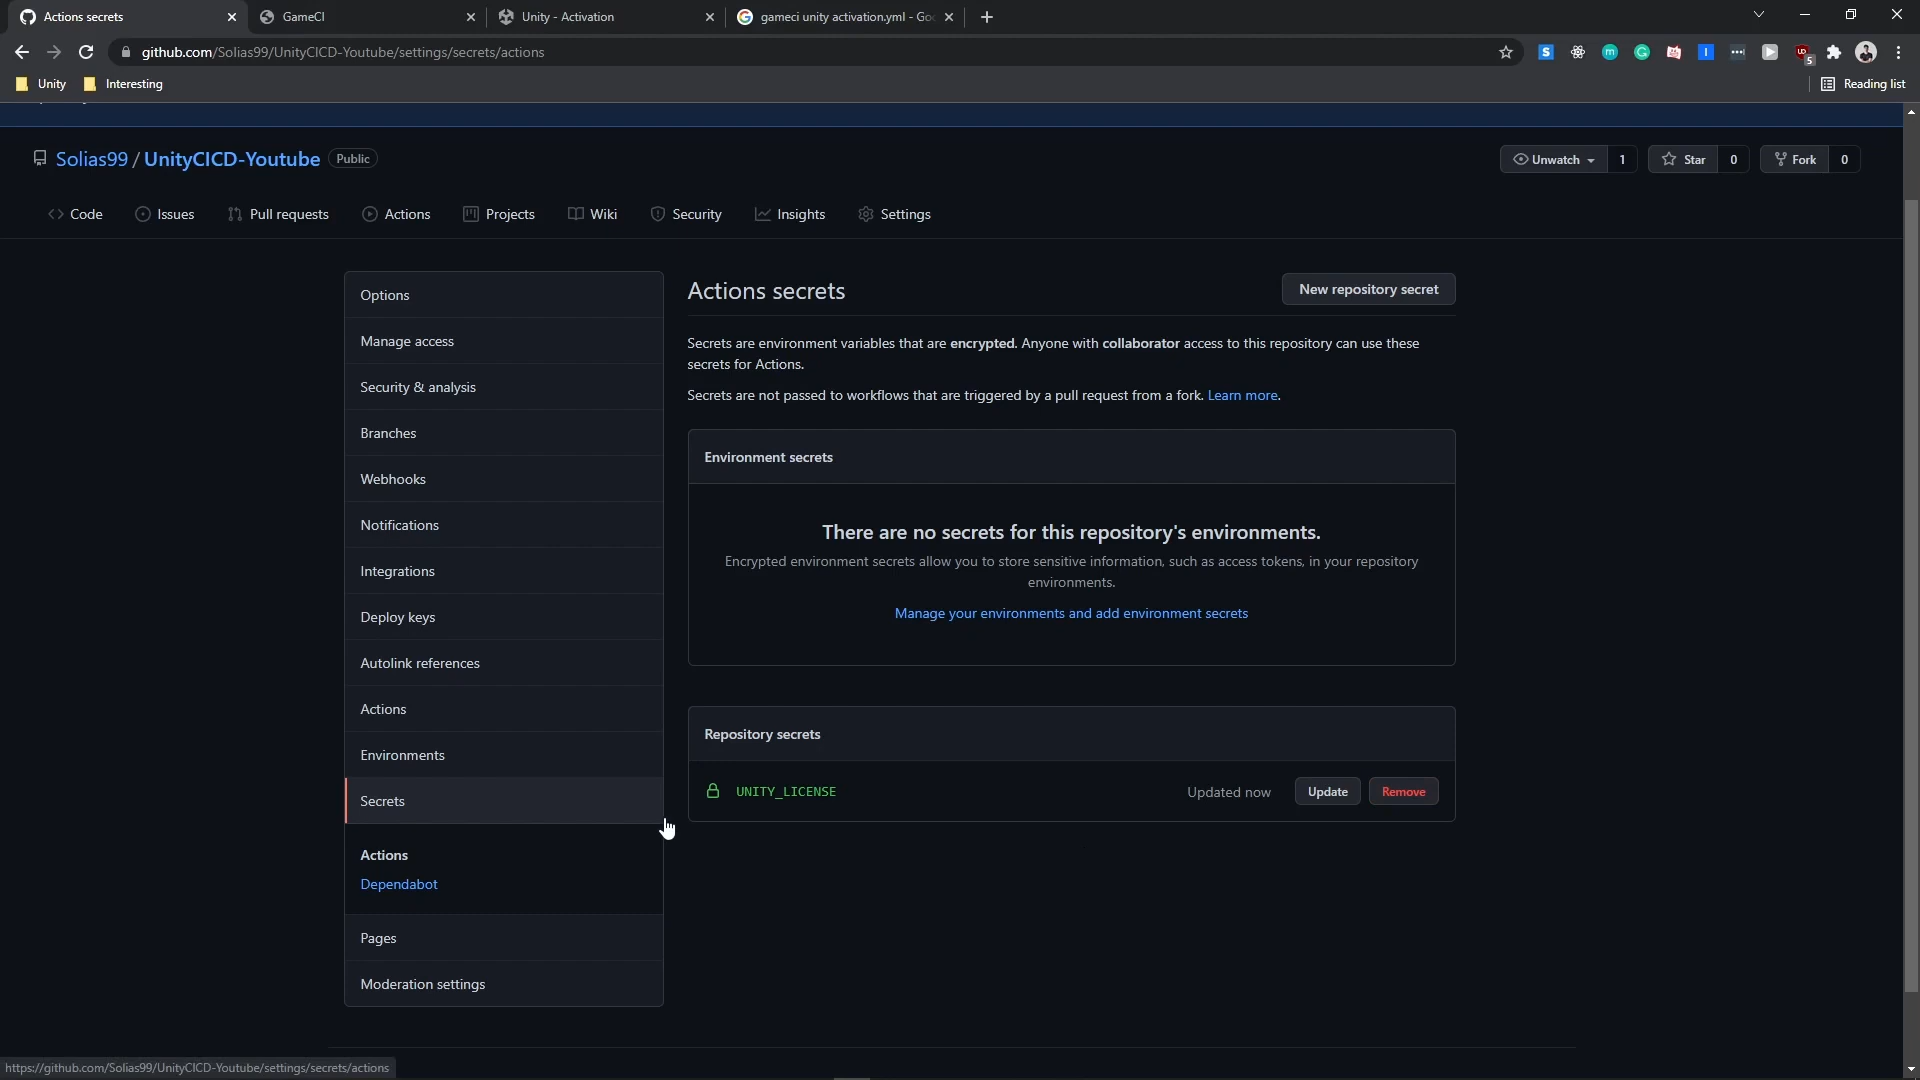 Actions secrets
GameCI
Unity - Activation
gameci unity activation.yml - Go
github.com/Solias99/UnityCICD-Youtube/settings/secrets/actions
5
Unity
Interesting
Reading list
Solias99 / UnityCICD-Youtube Public
Unwatch 1
Star 0
Fork 0
Code
Issues
Pull requests
Actions
Projects
Wiki
Security
Insights
Settings
Options
Manage access
Security & analysis
Branches
Webhooks
Notifications
Integrations
Deploy keys
Autolink references
Actions
Environments
Secrets
Actions
Dependabot
Pages
Moderation settings
Actions secrets
New repository secret
Secrets are environment variables that are encrypted. Anyone with collaborator access to this repository can use these
secrets for Actions.
Secrets are not passed to workflows that are triggered by a pull request from a fork. Learn more.
Environment secrets
There are no secrets for this repository's environments.
Encrypted environment secrets allow you to store sensitive information, such as access tokens, in your repository
environments.
Manage your environments and add environment secrets
Repository secrets
UNITY_LICENSE
Updated now
Update
Remove
https://github.com/Solias99/UnityCICD-Youtube/settings/secrets/actions